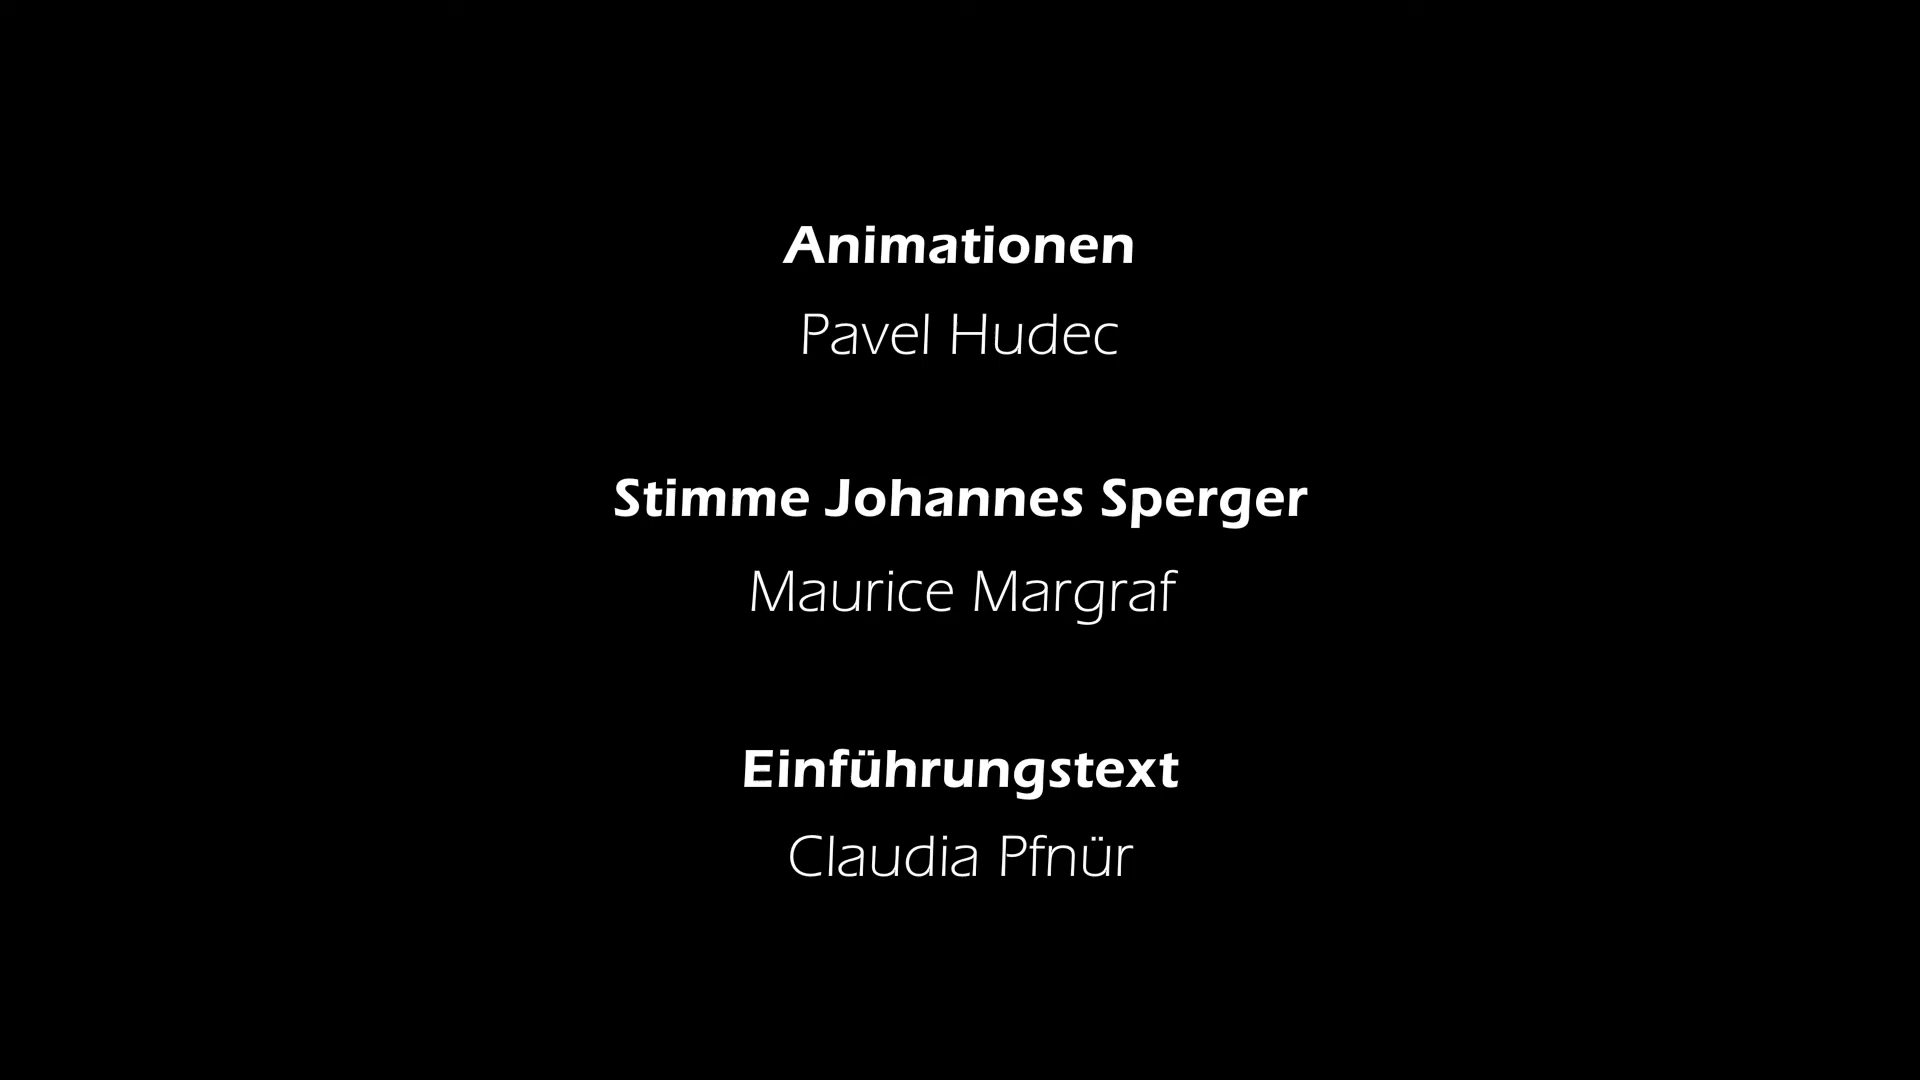 Animationen
Pavel Hudec
Stimme Johannes Sperger
Maurice Margraf
Einführungstext
Claudia Pfnür